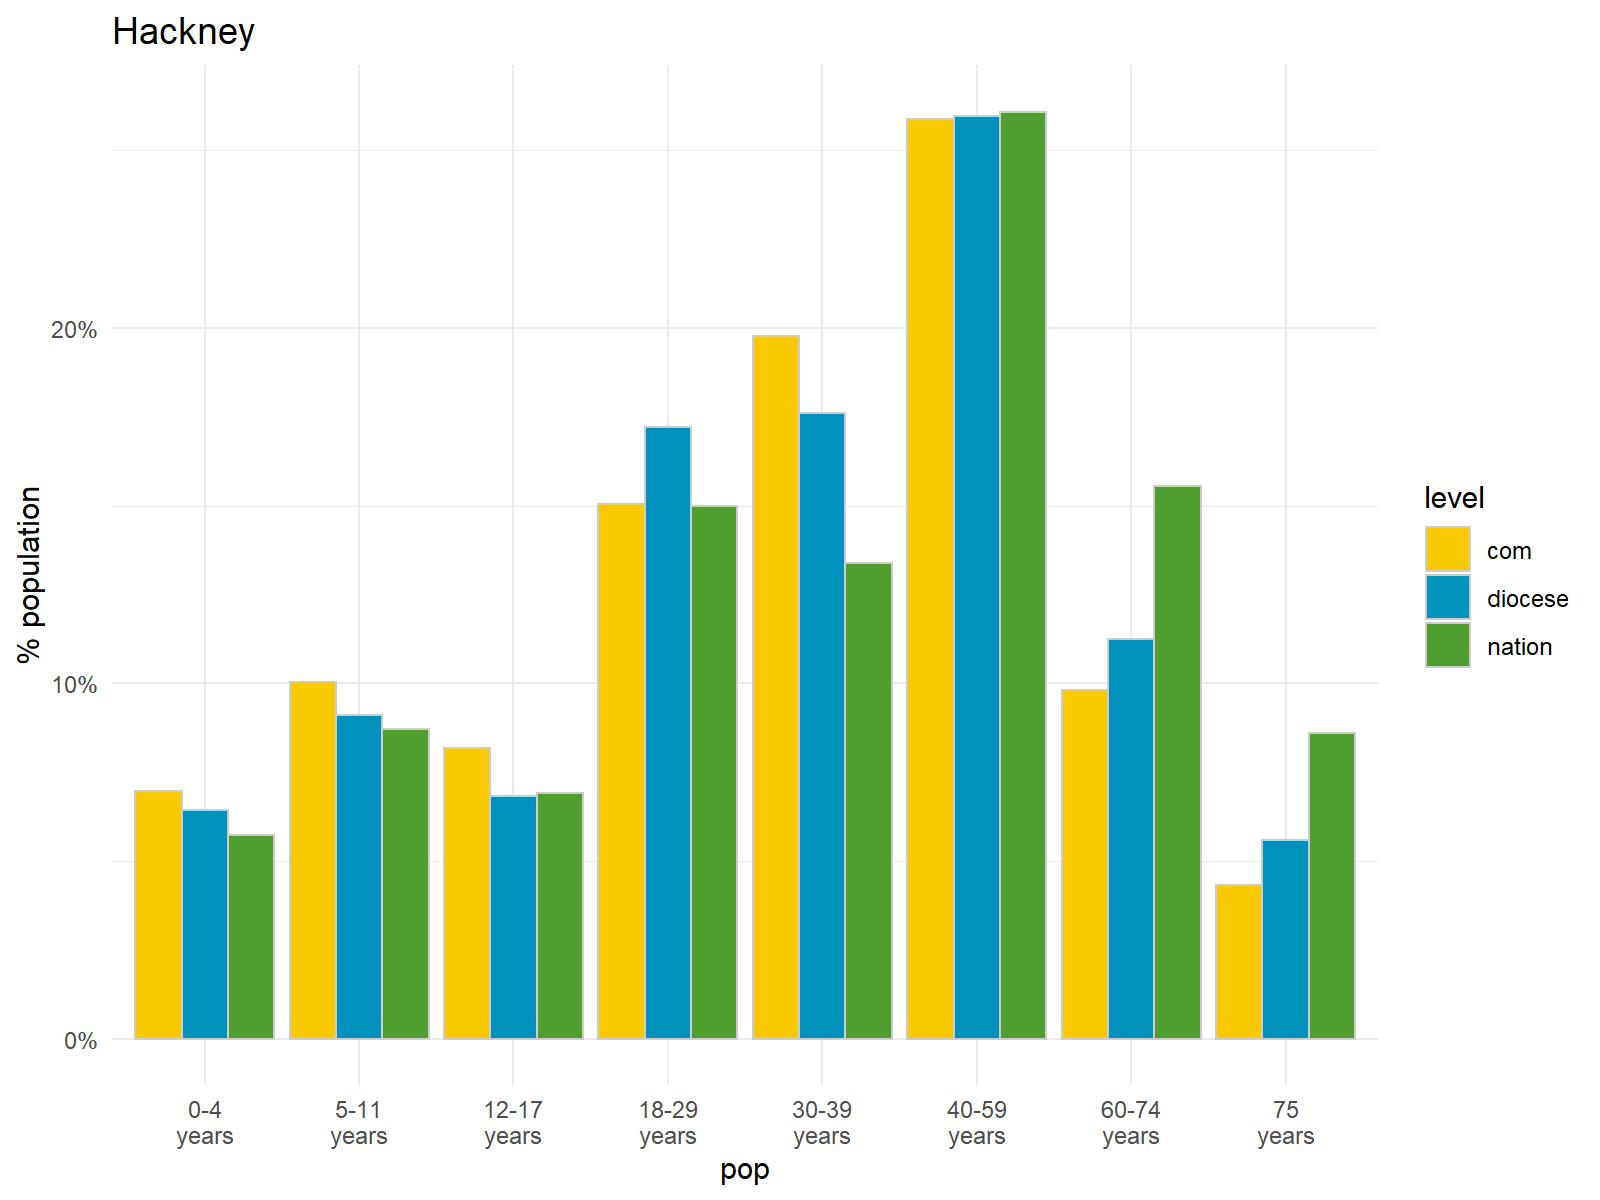 Hackney
% population
20%
10%
0%
0-4
years
5-11
years
12-17
years
18-29
years
30-39
years
40-59
years
60-74
years
75
years
pop
level
com
diocese
nation